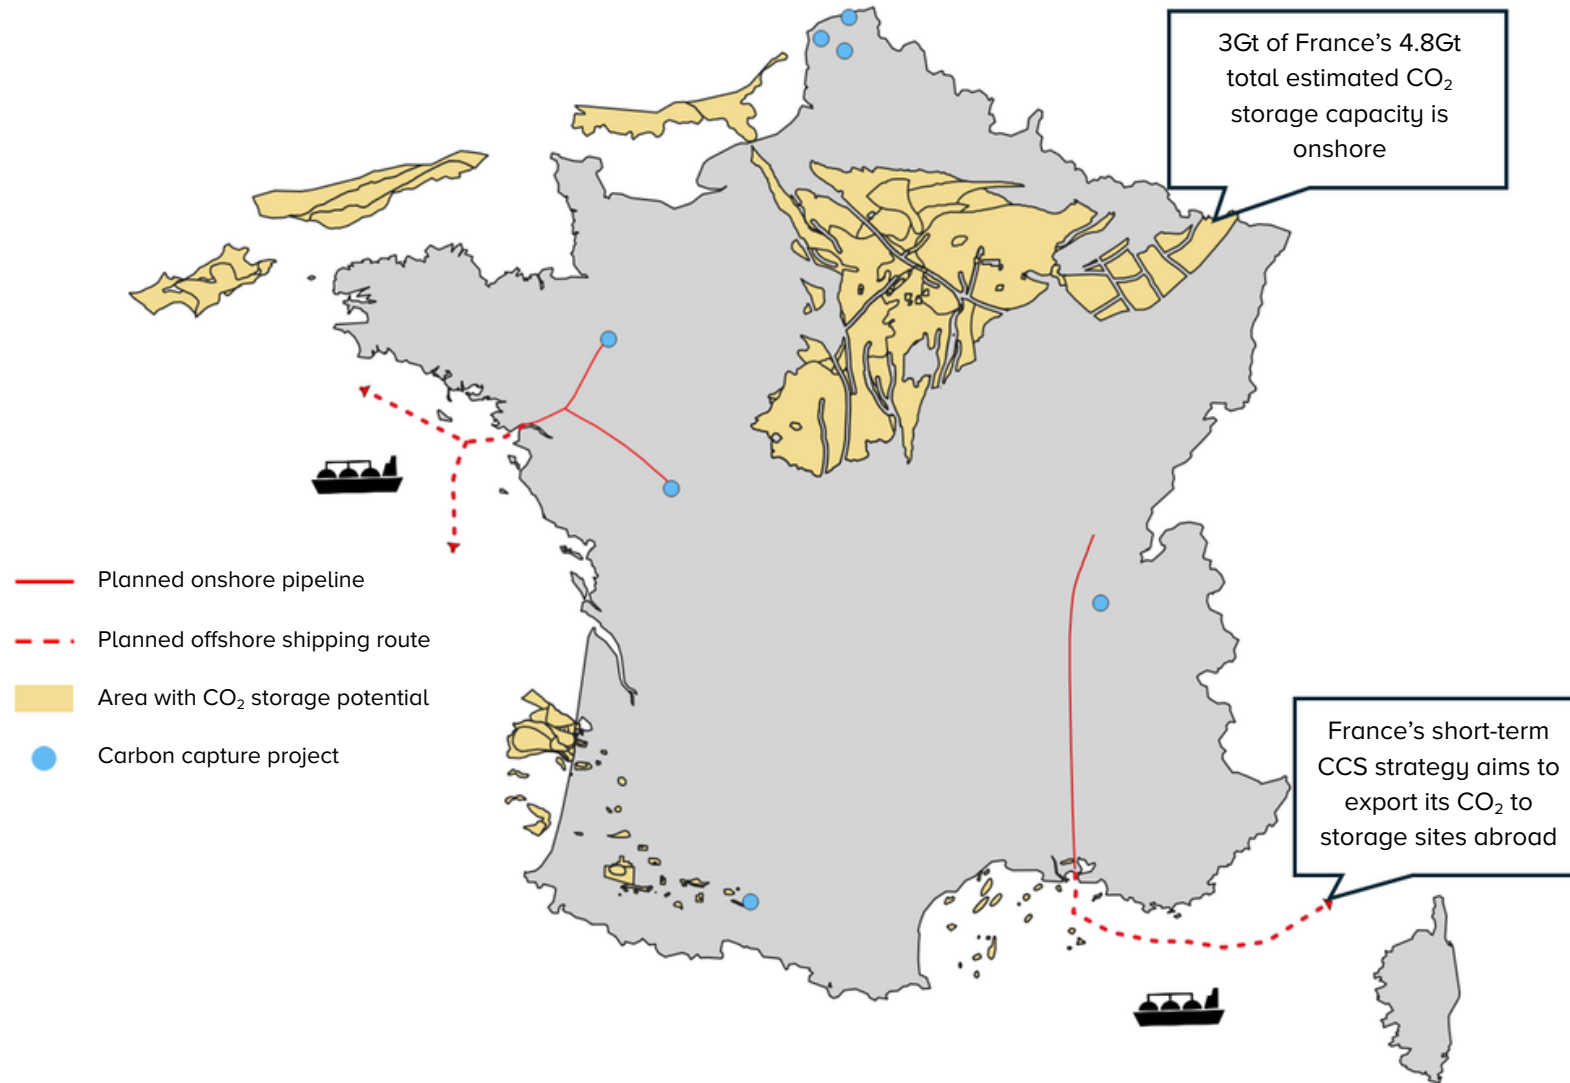 3Gt of France’s 4.8Gt
total estimated CO₂
storage capacity is
onshore
Planned onshore pipeline
Planned offshore shipping route
Area with CO₂ storage potential
Carbon capture project
France’s short-term
CCS strategy aims to
export its CO₂ to
storage sites abroad